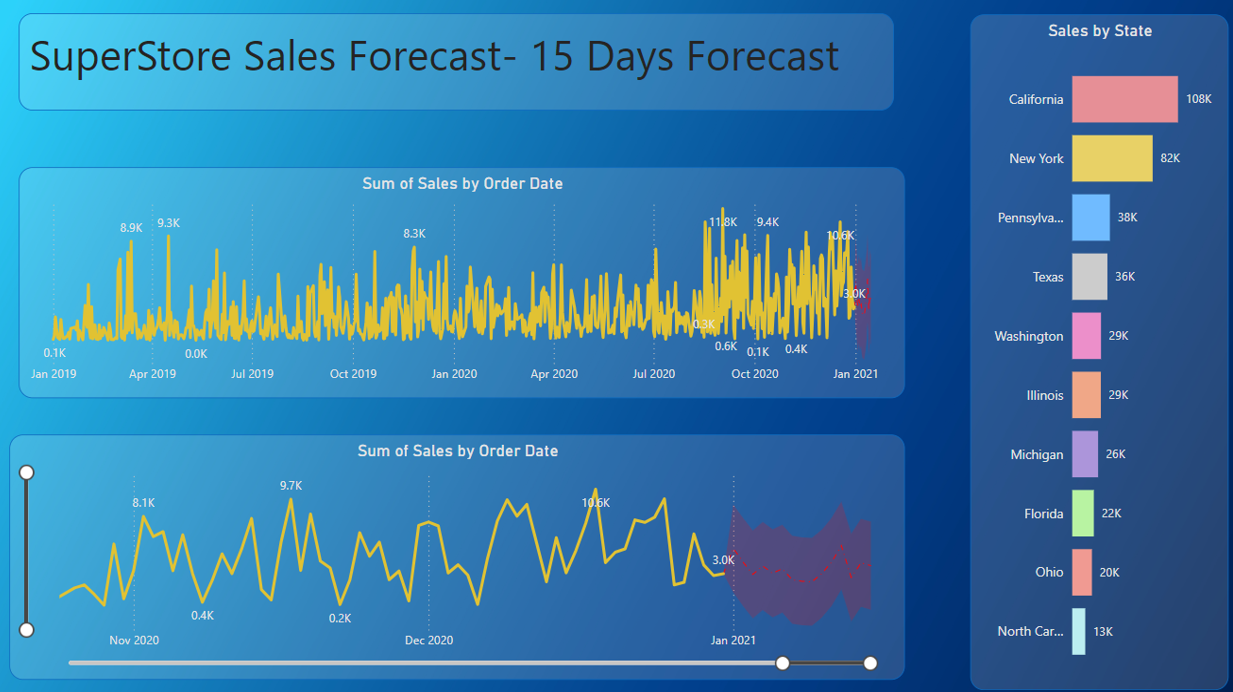 SuperStore Sales Forecast- 15 Days Forecast
Sum of Sales by Order Date
8.9K
9.3K
8.3K
11.8K
9.4K
10.6K
3.0K
0.3K
0.1K
0.0K
0.6K
0.1K
0.4K
Jan 2019
Apr 2019
Jul 2019
Oct 2019
Jan 2020
Apr 2020
Jul 2020
Oct 2020
Jan 2021
Sum of Sales by Order Date
8.1K
9.7K
10.6K
3.0K
0.4K
0.2K
Nov 2020
Dec 2020
Jan 2021
Sales by State
California 108K
New York 82K
Pennsylva... 38K
Texas 36K
Washington 29K
Illinois 29K
Michigan 26K
Florida 22K
Ohio 20K
North Car... 13K